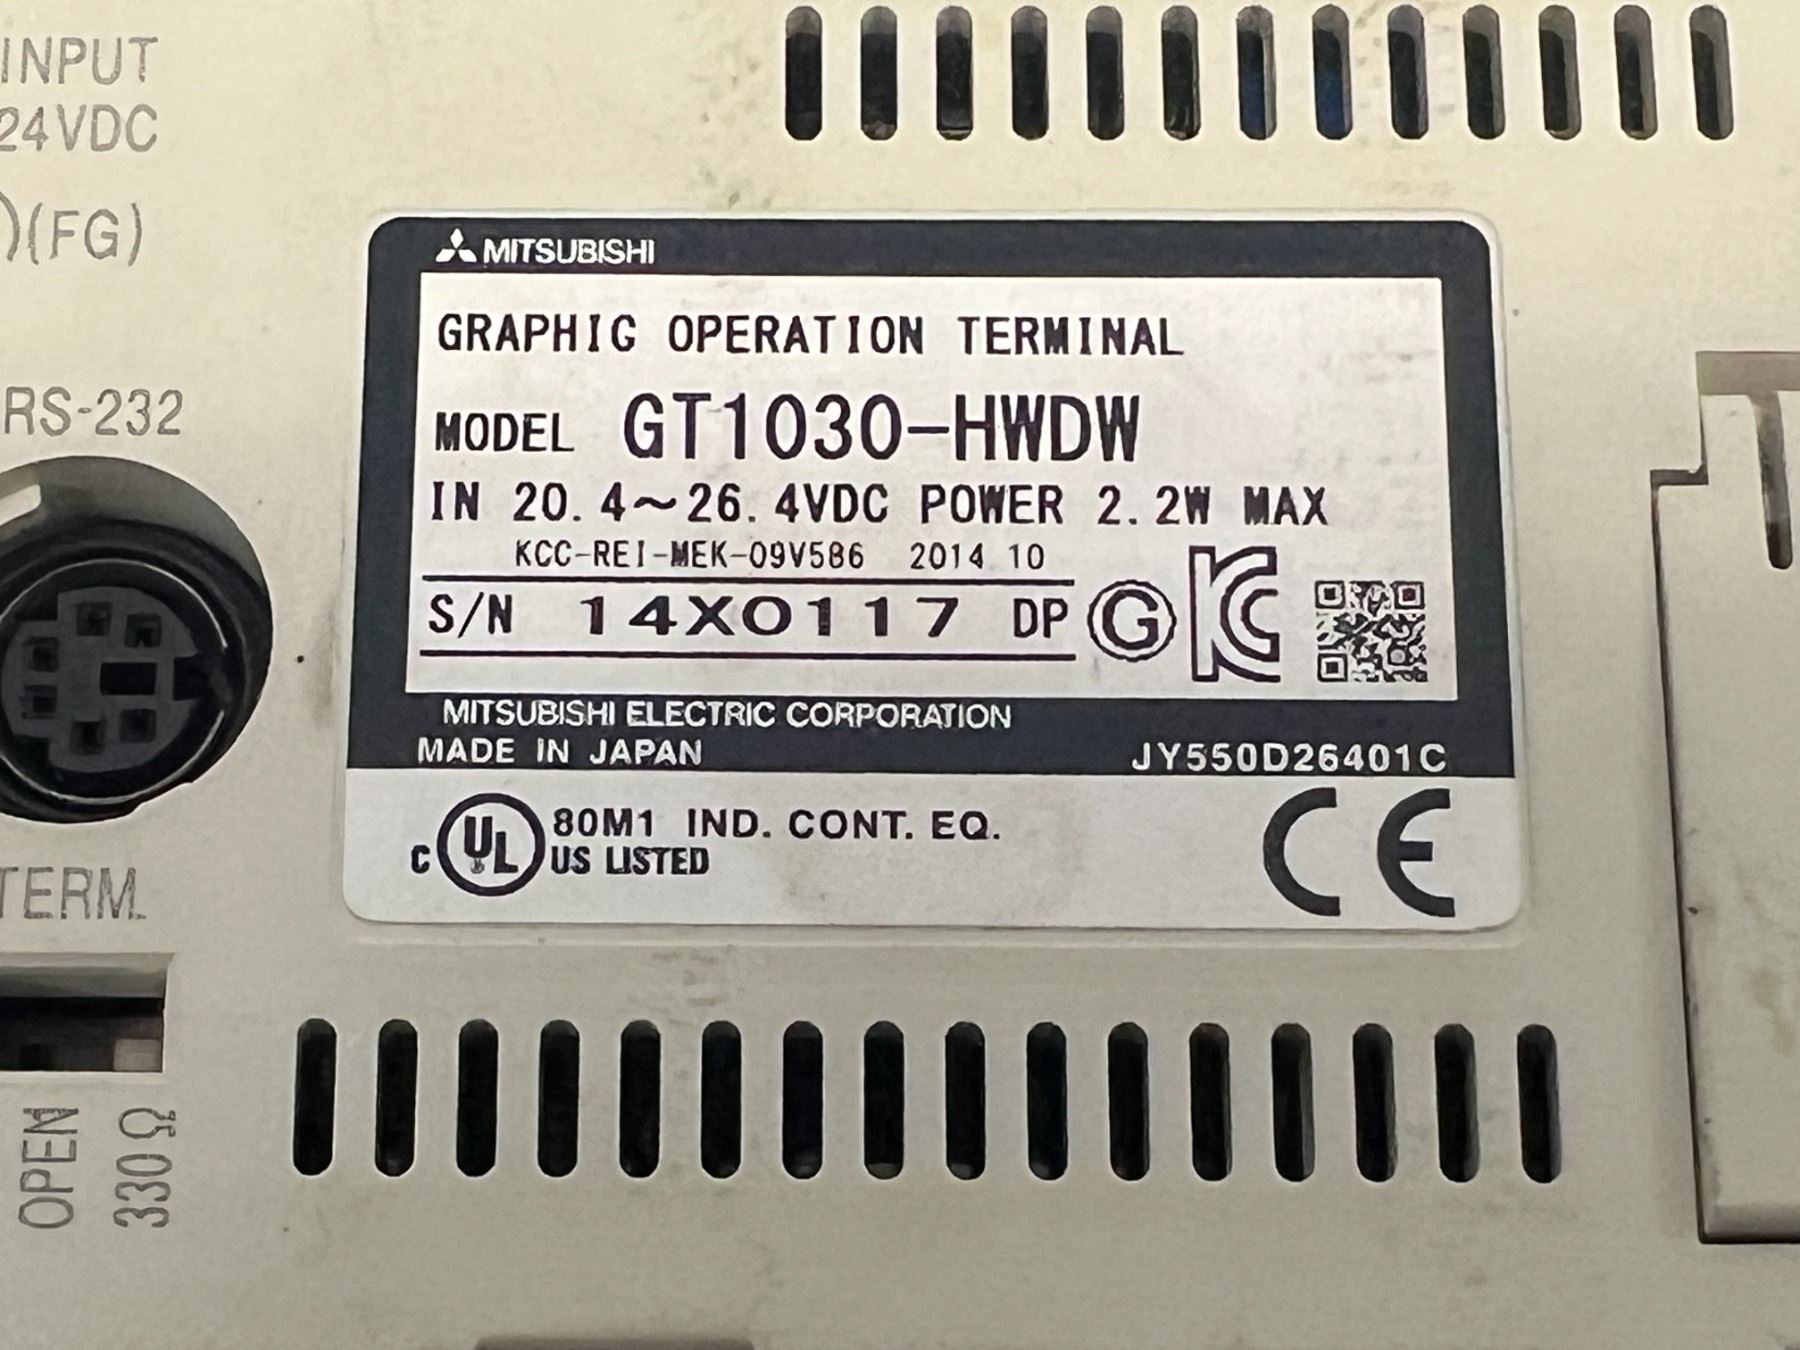 INPUT
24VDC
(FG)
RS-232
TERM.
OPEN
330Ω
MITSUBISHI
GRAPHIC OPERATION TERMINAL
MODEL GT1030-HWDW
IN 20.4~26.4VDC POWER 2.2W MAX
KCC-REI-MEK-09V586 2014.10
S/N 14X0117 DP G KC
MITSUBISHI ELECTRIC CORPORATION
MADE IN JAPAN JY550D26401C
C UL US LISTED 80M1 IND. CONT. EQ. CE